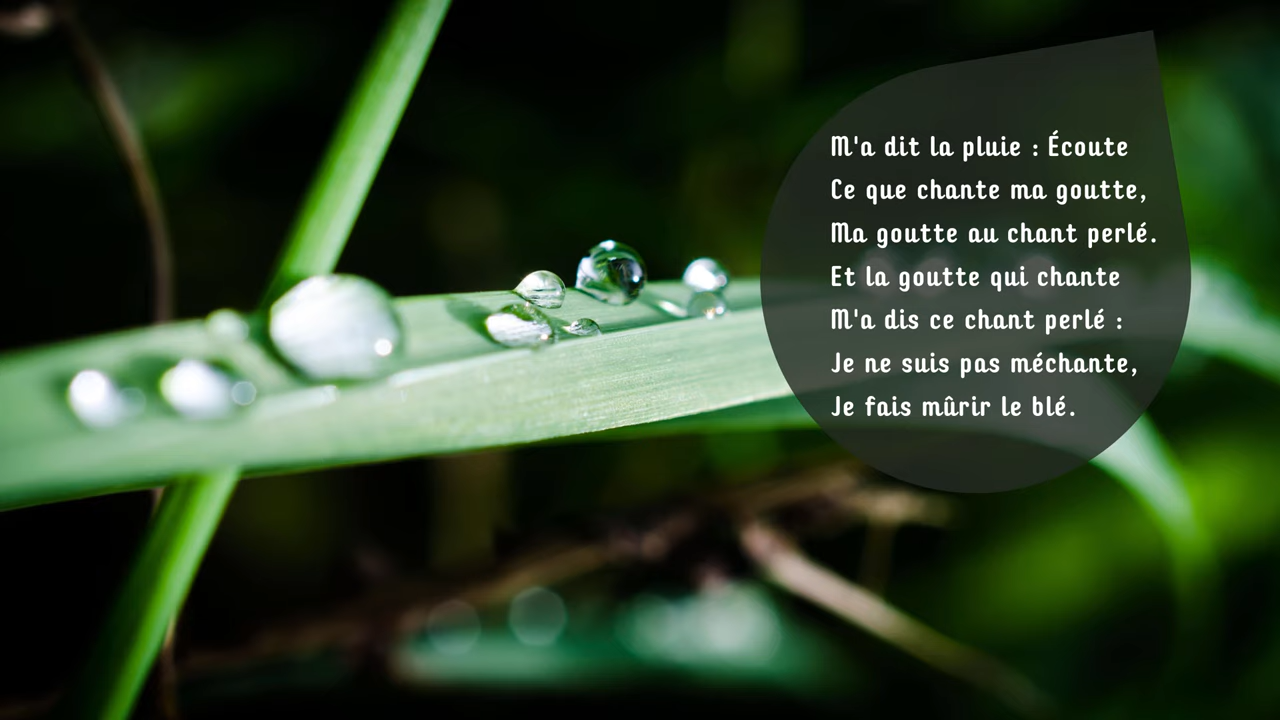 M'a dit la pluie : Écoute
Ce que chante ma goutte,
Ma goutte au chant perlé.
Et la goutte qui chante
M'a dis ce chant perlé :
Je ne suis pas méchante,
Je fais mûrir le blé.